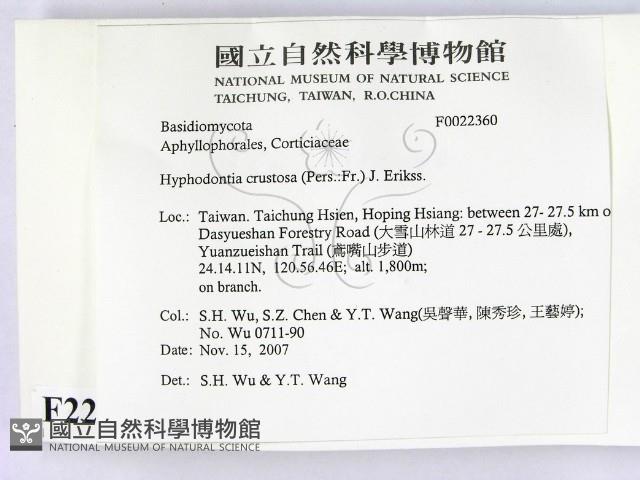 國立自然科學博物館
NATIONAL MUSEUM OF NATURAL SCIENCE
TAICHUNG, TAIWAN, R.O.CHINA
Basidiomycota F0022360
Aphyllophorales, Corticiaceae
Hyphodontia crustosa (Pers.:Fr.) J. Erikss.
Loc.: Taiwan. Taichung Hsien, Hoping Hsiang: between 27- 27.5 km o
Dasyueshan Forestry Road (大雪山林道 27 - 27.5 公里處),
Yuanzueishan Trail (鳶嘴山步道)
24.14.11N, 120.56.46E; alt. 1,800m;
on branch.
Col.: S.H. Wu, S.Z. Chen & Y.T. Wang(吳聲華, 陳秀珍, 王藝婷);
No. Wu 0711-90
Date: Nov. 15, 2007
Det.: S.H. Wu & Y.T. Wang
F22
國立自然科學博物館
NATIONAL MUSEUM OF NATURAL SCIENCE